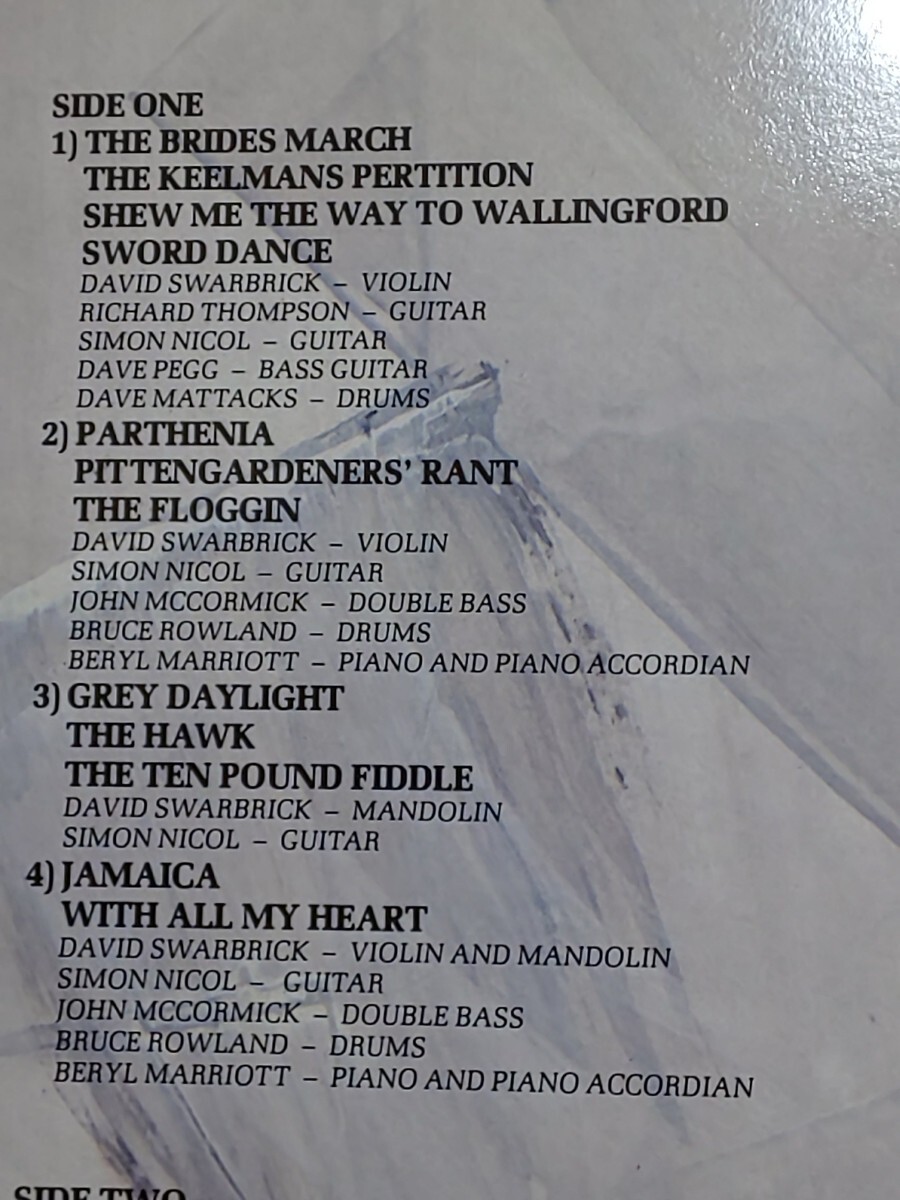 SIDE ONE
1) THE BRIDES MARCH
THE KEELMANS PERTITION
SHEW ME THE WAY TO WALLINGFORD
SWORD DANCE
DAVID SWARBRICK – VIOLIN
RICHARD THOMPSON – GUITAR
SIMON NICOL – GUITAR
DAVE PEGG – BASS GUITAR
DAVE MATTACKS – DRUMS
2) PARTHENIA
PITTENGARDENERS' RANT
THE FLOGGIN
DAVID SWARBRICK – VIOLIN
SIMON NICOL – GUITAR
JOHN MCCORMICK – DOUBLE BASS
BRUCE ROWLAND – DRUMS
BERYL MARRIOTT – PIANO AND PIANO ACCORDIAN
3) GREY DAYLIGHT
THE HAWK
THE TEN POUND FIDDLE
DAVID SWARBRICK – MANDOLIN
SIMON NICOL – GUITAR
4) JAMAICA
WITH ALL MY HEART
DAVID SWARBRICK – VIOLIN AND MANDOLIN
SIMON NICOL – GUITAR
JOHN MCCORMICK – DOUBLE BASS
BRUCE ROWLAND – DRUMS
BERYL MARRIOTT – PIANO AND PIANO ACCORDIAN
SIDE TWO